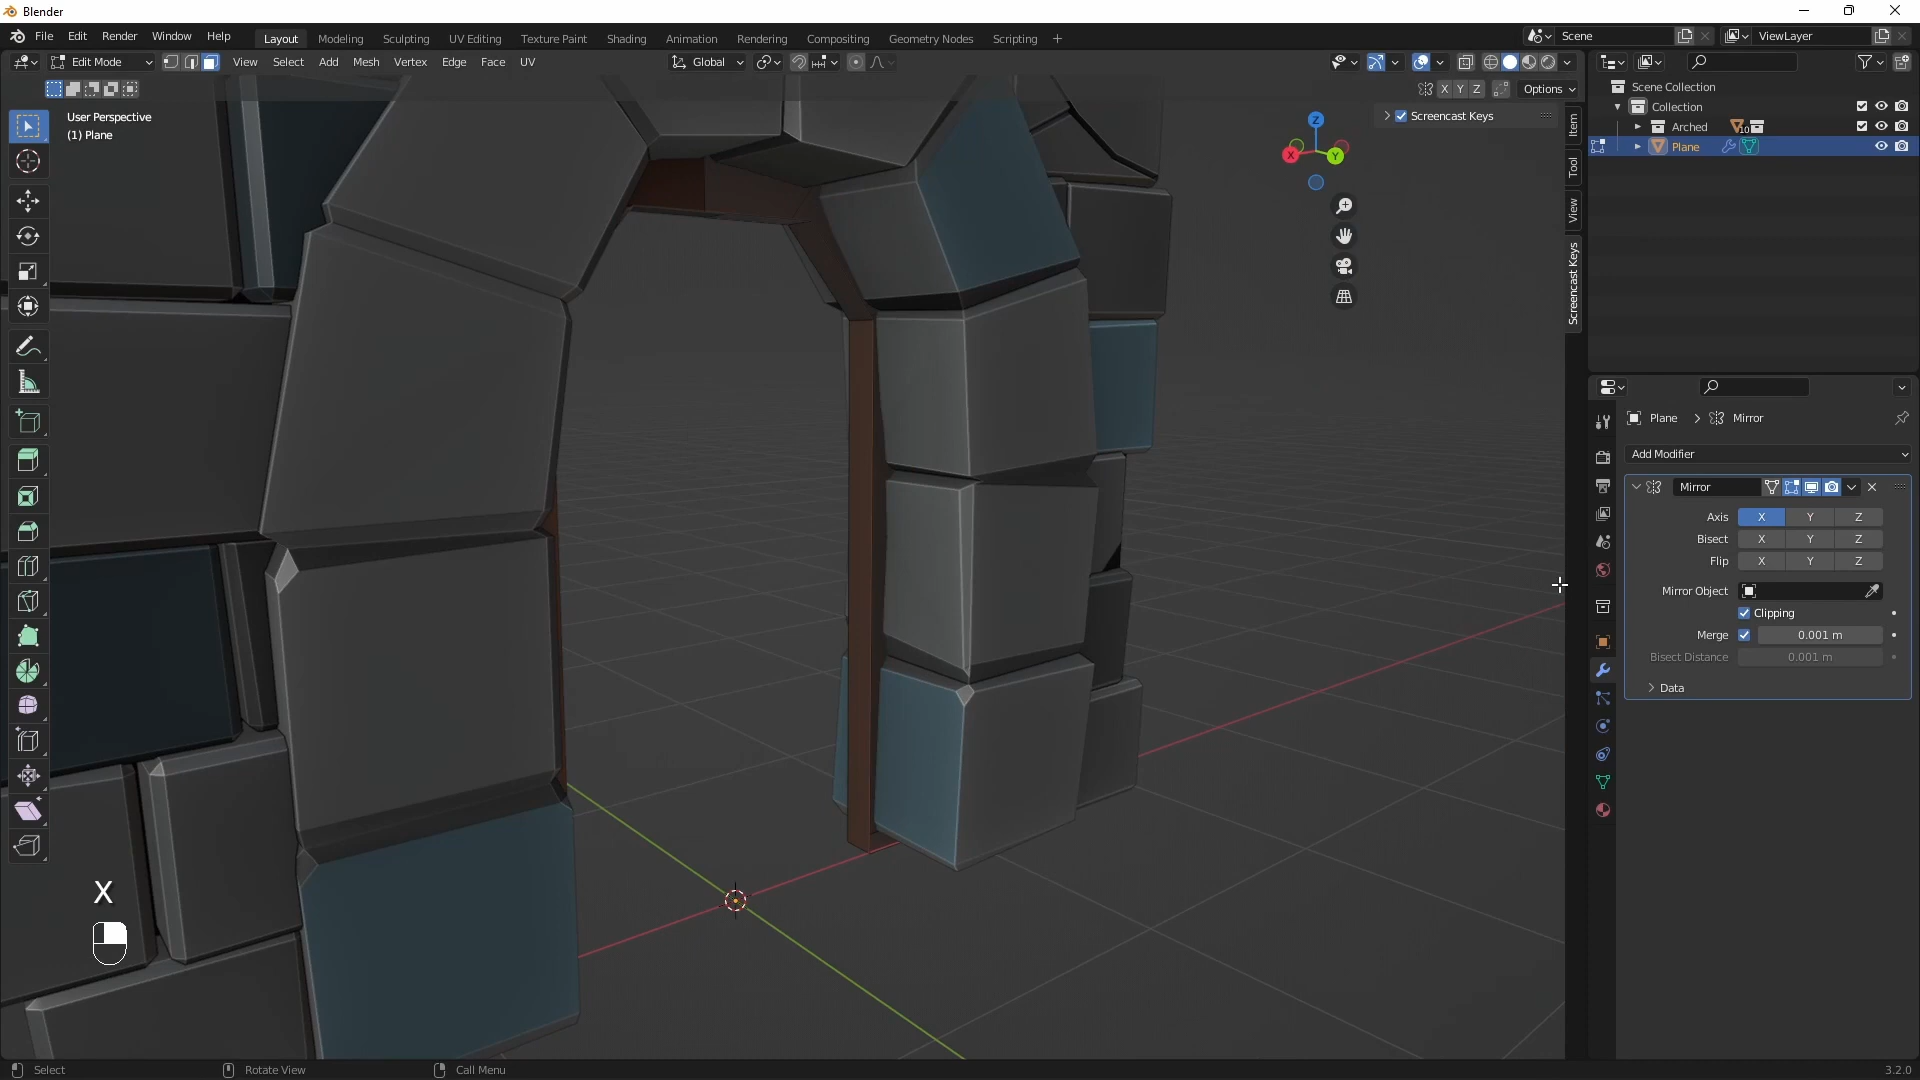 Blender
File Edit Render Window Help
Layout Modeling Sculpting UV Editing Texture Paint Shading Animation Rendering Compositing Geometry Nodes Scripting +
Scene
ViewLayer
Edit Mode View Select Add Mesh Vertex Edge Face UV
Global
X Y Z Options
User Perspective
(1) Plane
Screencast Keys
Item
Tool
View
Screencast Keys
Z
X
Y
Scene Collection
Collection
Arched 10
Plane
Plane > Mirror
Add Modifier
Mirror
Axis X Y Z
Bisect X Y Z
Flip X Y Z
Mirror Object
Clipping
Merge 0.001 m
Bisect Distance 0.001 m
Data
X
Select Rotate View Call Menu 3.2.0